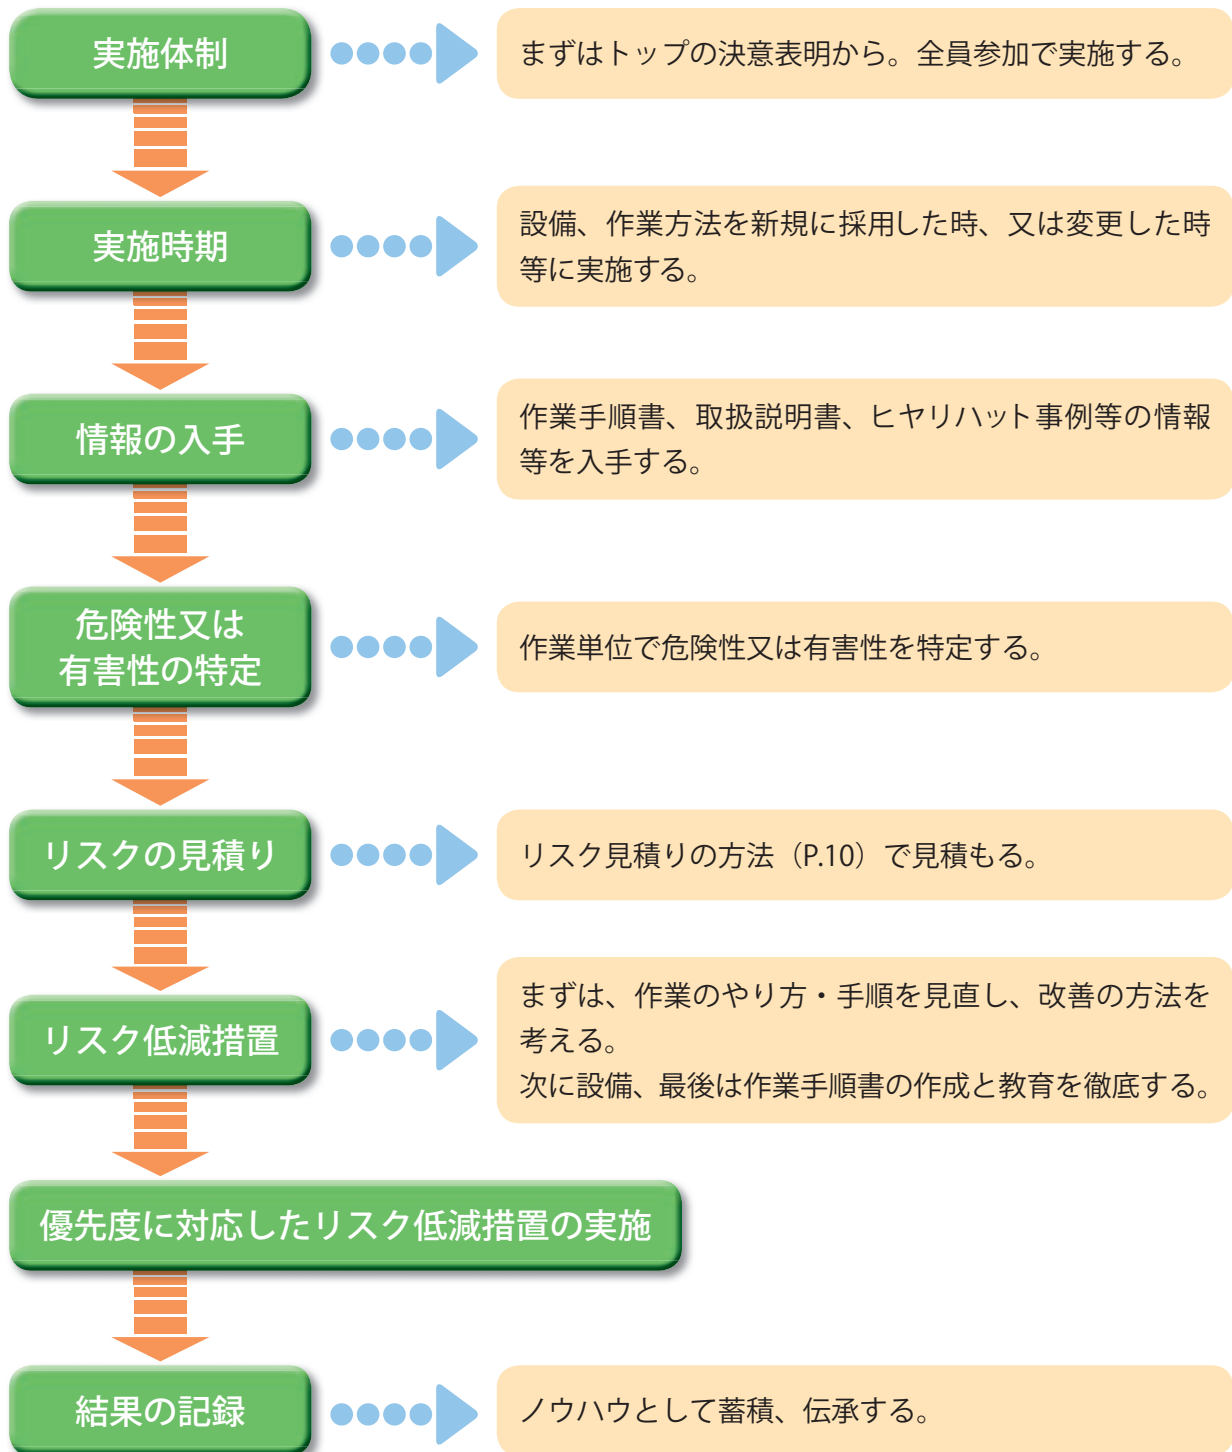 実施体制
まずはトップの決意表明から。全員参加で実施する。
実施時期
設備、作業方法を新規に採用した時、又は変更した時
等に実施する。
情報の入手
作業手順書、取扱説明書、ヒヤリハット事例等の情報
等を入手する。
危険性又は
有害性の特定
作業単位で危険性又は有害性を特定する。
リスクの見積り
リスク見積りの方法（P.10）で見積もる。
リスク低減措置
まずは、作業のやり方・手順を見直し、改善の方法を
考える。
次に設備、最後は作業手順書の作成と教育を徹底する。
優先度に対応したリスク低減措置の実施
結果の記録
ノウハウとして蓄積、伝承する。